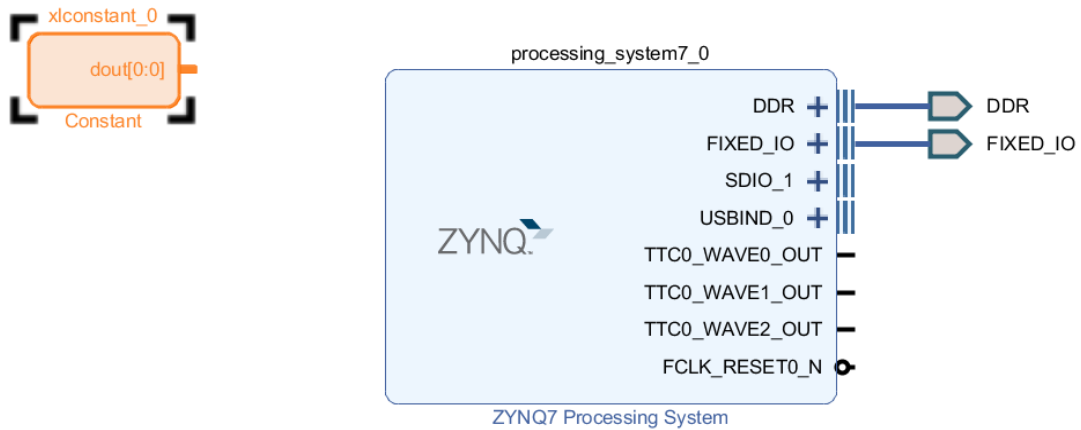 xlconstant_0
dout[0:0]
Constant
processing_system7_0
DDR
DDR
FIXED_IO
FIXED_IO
SDIO_1
USBIND_0
ZYNQ
TTC0_WAVE0_OUT
TTC0_WAVE1_OUT
TTC0_WAVE2_OUT
FCLK_RESET0_N
ZYNQ7 Processing System